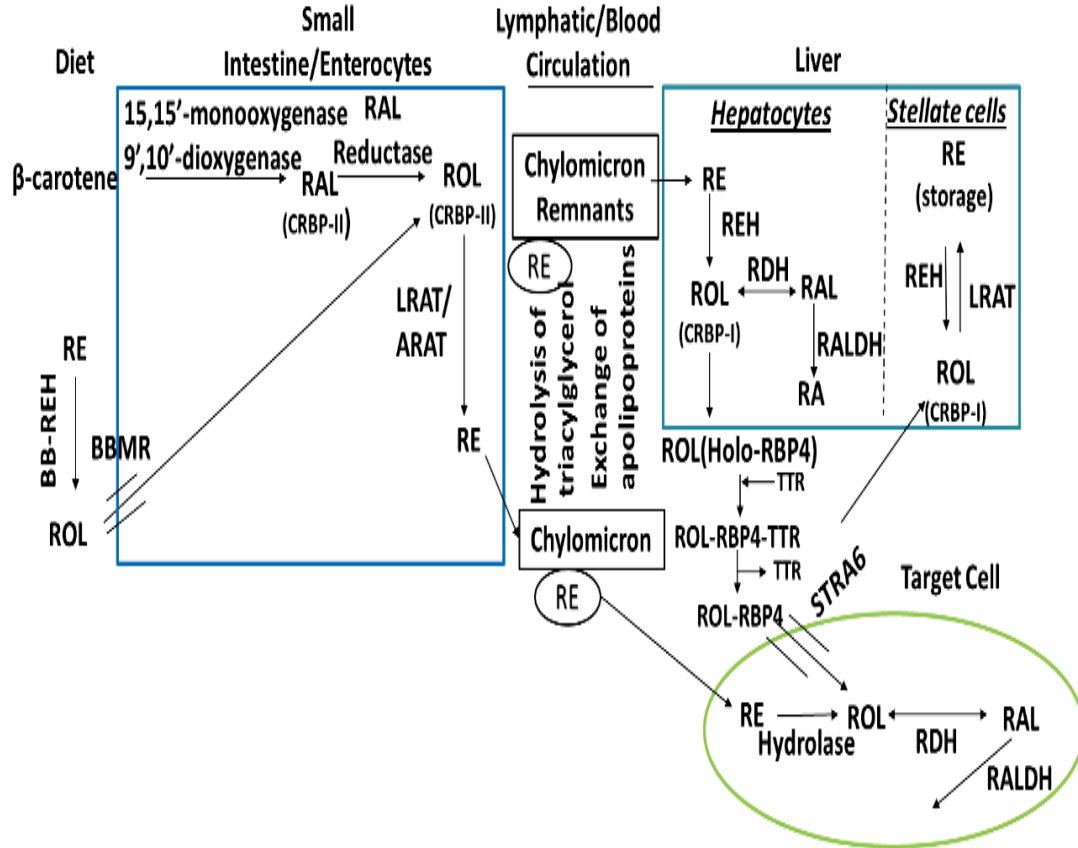 Diet
Small
Intestine/Enterocytes
Lymphatic/Blood
Circulation
Liver
15,15′-monooxygenase RAL
9′,10′-dioxygenase Reductase
β-carotene
RAL
(CRBP-II)
ROL
(CRBP-II)
LRAT/
ARAT
RE
RE
BB-REH
BBMR
ROL
Chylomicron
Remnants
RE
Hydrolysis of
triacylglycerol
Exchange of
apolipoproteins
Chylomicron
RE
Hepatocytes
RE
REH
ROL
(CRBP-I)
RDH
RAL
RALDH
RA
Stellate cells
RE
(storage)
REH
LRAT
ROL
(CRBP-I)
ROL(Holo-RBP4)
TTR
ROL-RBP4-TTR
TTR
ROL-RBP4
STRA6
Target Cell
RE
Hydrolase
ROL
RDH
RAL
RALDH